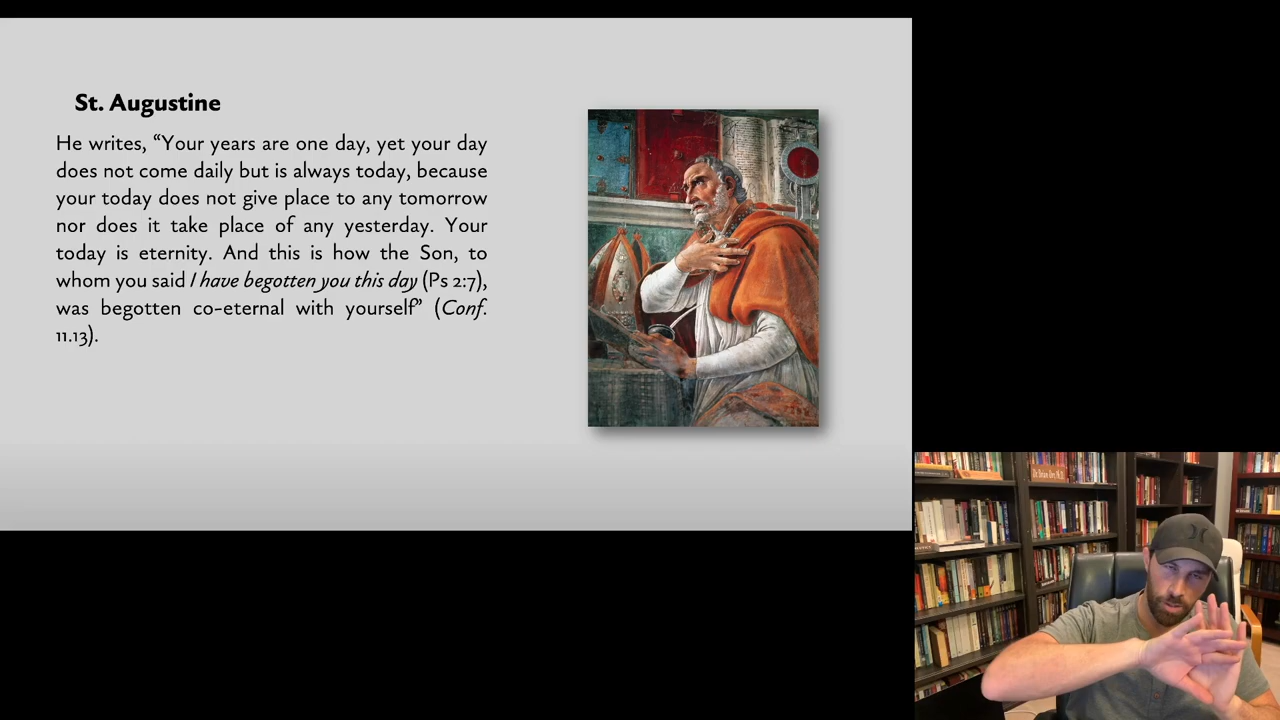 St. Augustine
He writes, “Your years are one day, yet your day
does not come daily but is always today, because
your today does not give place to any tomorrow
nor does it take place of any yesterday. Your
today is eternity. And this is how the Son, to
whom you said I have begotten you this day (Ps 2:7),
was begotten co-eternal with yourself” (Conf.
11.13).